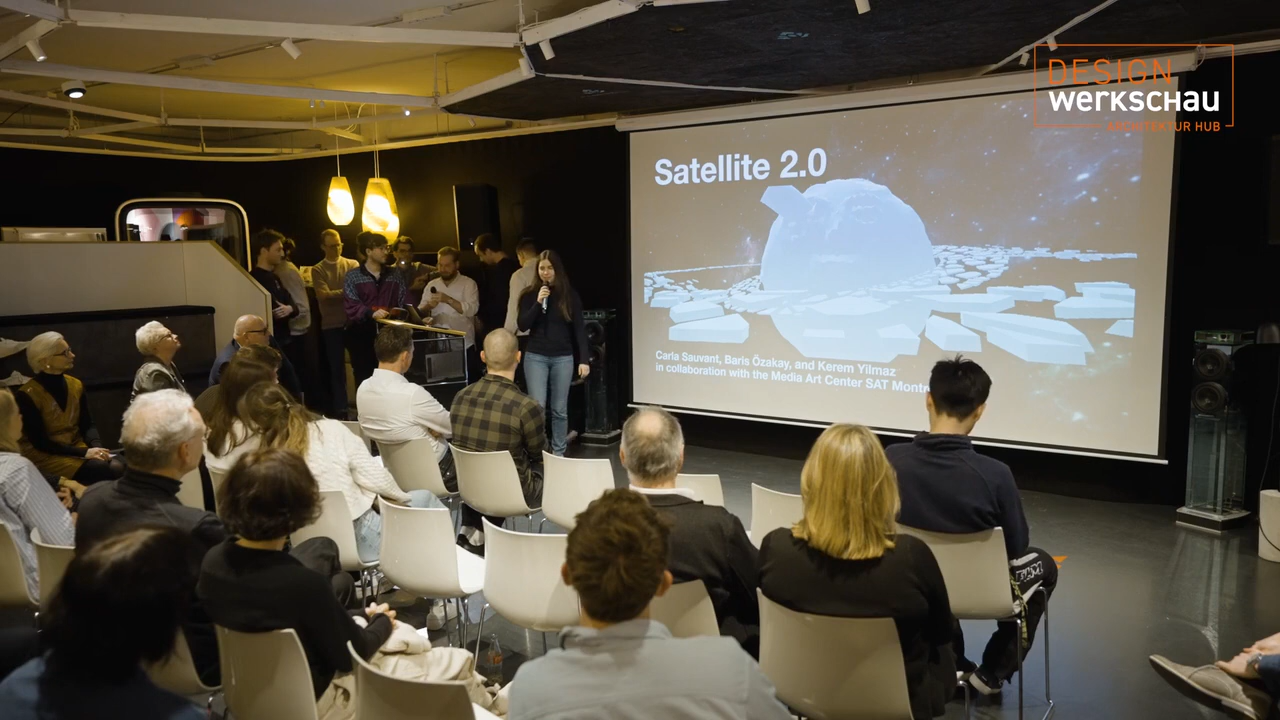 DESIGN
werkschau
ARCHITEKTUR HUB
Satellite 2.0
Carla Sauvant, Baris Özakay, and Kerem Yilmaz
in collaboration with the Media Art Center SAT